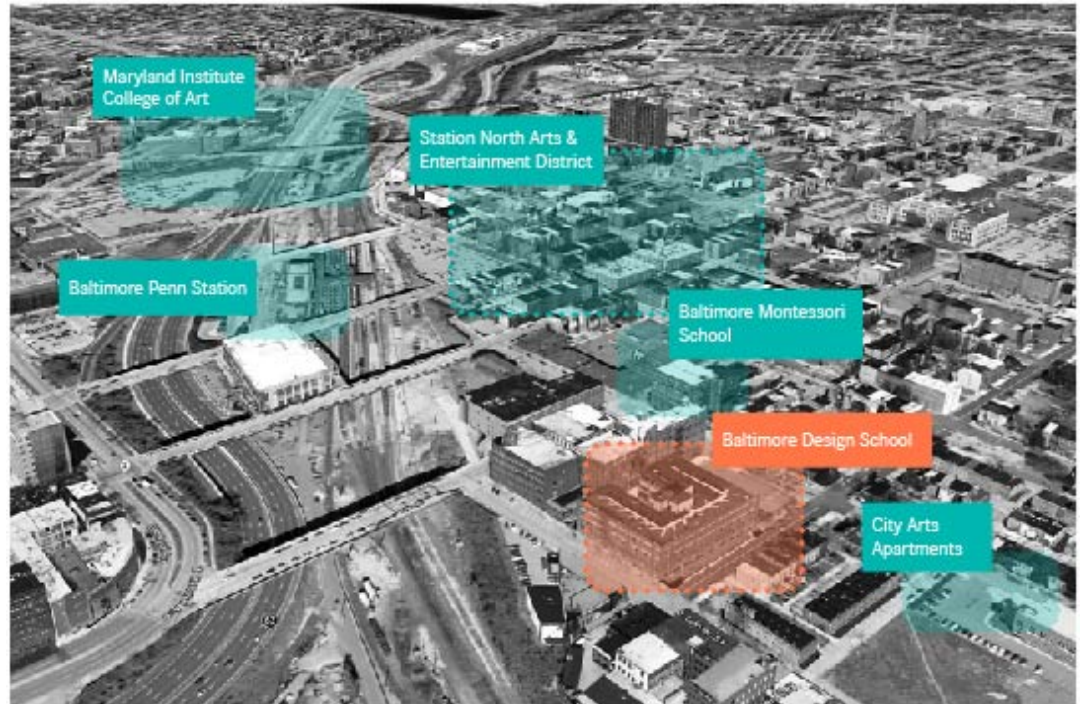 Maryland Institute
College of Art
Station North Arts &
Entertainment District
Baltimore Penn Station
Baltimore Montessori
School
Baltimore Design School
City Arts
Apartments